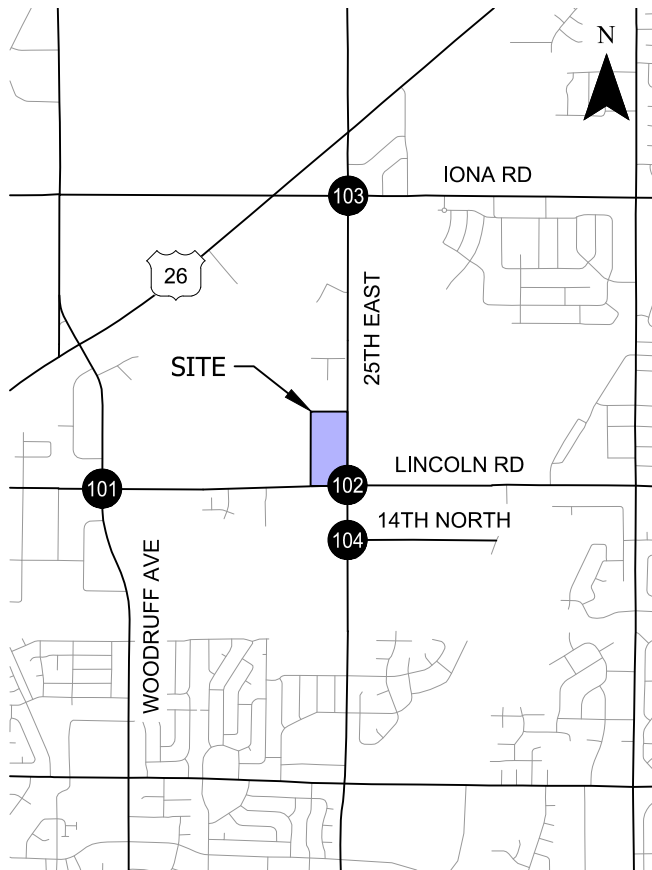 N
IONA RD
103
26
25TH EAST
SITE
LINCOLN RD
101
102
14TH NORTH
104
WOODRUFF AVE